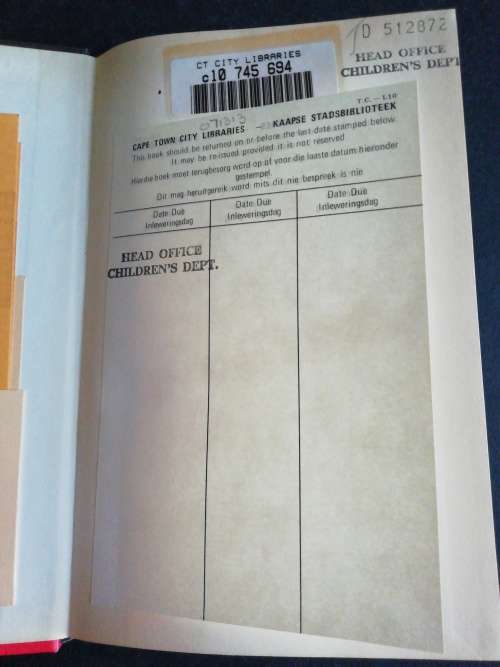 D 512872
CT CITY LIBRARIES
c10 745 694
HEAD OFFICE
CHILDREN'S DEPT
071313
T.C. — L10
CAPE TOWN CITY LIBRARIES — KAAPSE STADSBIBLIOTEEK
This book should be returned on or before the last date stamped below.
It may be re-issued provided it is not reserved
Hierdie boek moet terugbesorg word op of voor die laaste datum hieronder
gestempel.
Dit mag heruitgereik word mits dit nie bespreek is nie
Date Due Date Due Date Due
Inleweringsdag Inleweringsdag Inleweringsdag
HEAD OFFICE
CHILDREN'S DEPT.